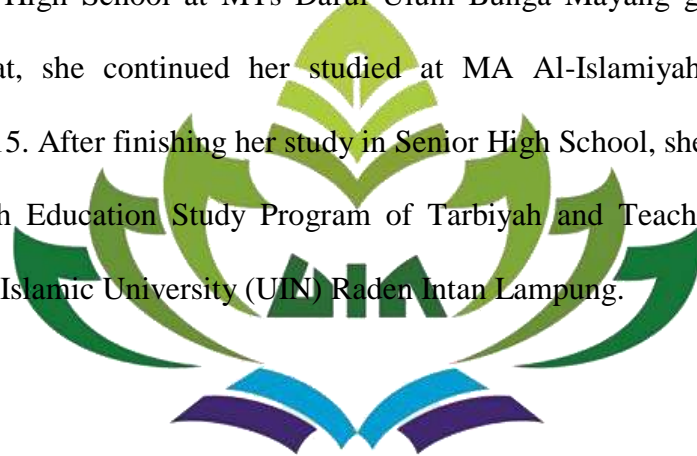 High School at MTs Darul Ulum Bunga Mayang g
at, she continued her studied at MA Al-Islamiyah
15. After finishing her study in Senior High School, she
h Education Study Program of Tarbiyah and Teach
Islamic University (UIN) Raden Intan Lampung.
UIN